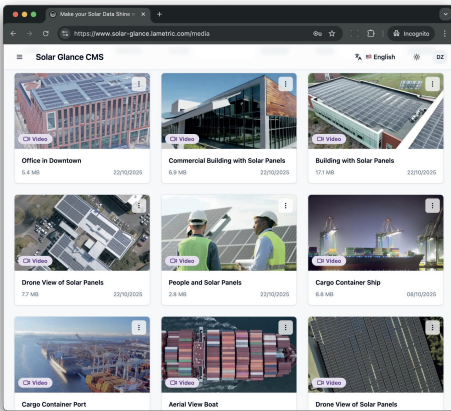 Make your Solar Data Shine
https://www.solar-glance.lametric.com/media
Incognito
Solar Glance CMS
English
DZ
Video
Video
Video
Office in Downtown
Commercial Building with Solar Panels
Building with Solar Panels
5.4 MB 22/10/2025
6.9 MB 22/10/2025
17.1 MB 22/10/2025
Video
Video
Video
Drone View of Solar Panels
People and Solar Panels
Cargo Container Ship
7.7 MB 22/10/2025
2.8 MB 22/10/2025
8.8 MB 08/10/2025
Video
Video
Video
Cargo Container Port
Aerial View Boat
Drone View of Solar Panels